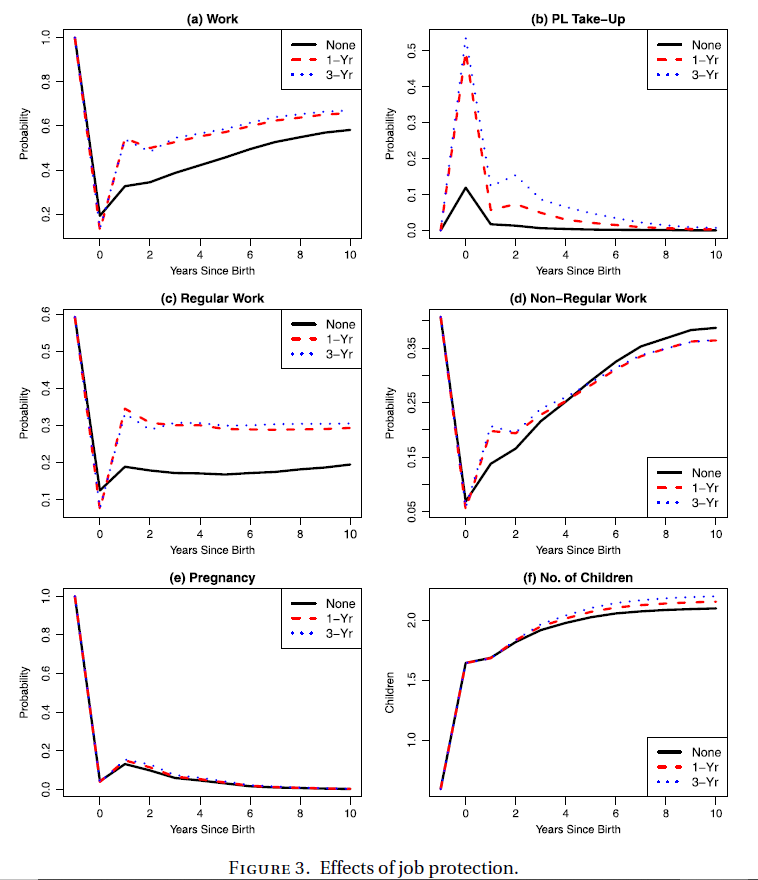 (a) Work
Probability
1.0
0.8
0.6
0.4
0.2
None
1−Yr
3−Yr
0 2 4 6 8 10
Years Since Birth
(b) PL Take−Up
Probability
0.5
0.4
0.3
0.2
0.1
0.0
None
1−Yr
3−Yr
0 2 4 6 8 10
Years Since Birth
(c) Regular Work
Probability
0.6
0.5
0.4
0.3
0.2
0.1
None
1−Yr
3−Yr
0 2 4 6 8 10
Years Since Birth
(d) Non−Regular Work
Probability
0.35
0.25
0.15
0.05
None
1−Yr
3−Yr
0 2 4 6 8 10
Years Since Birth
(e) Pregnancy
Probability
1.0
0.8
0.6
0.4
0.2
0.0
None
1−Yr
3−Yr
0 2 4 6 8 10
Years Since Birth
(f) No. of Children
Children
2.0
1.5
1.0
None
1−Yr
3−Yr
0 2 4 6 8 10
Years Since Birth
FIGURE 3. Effects of job protection.